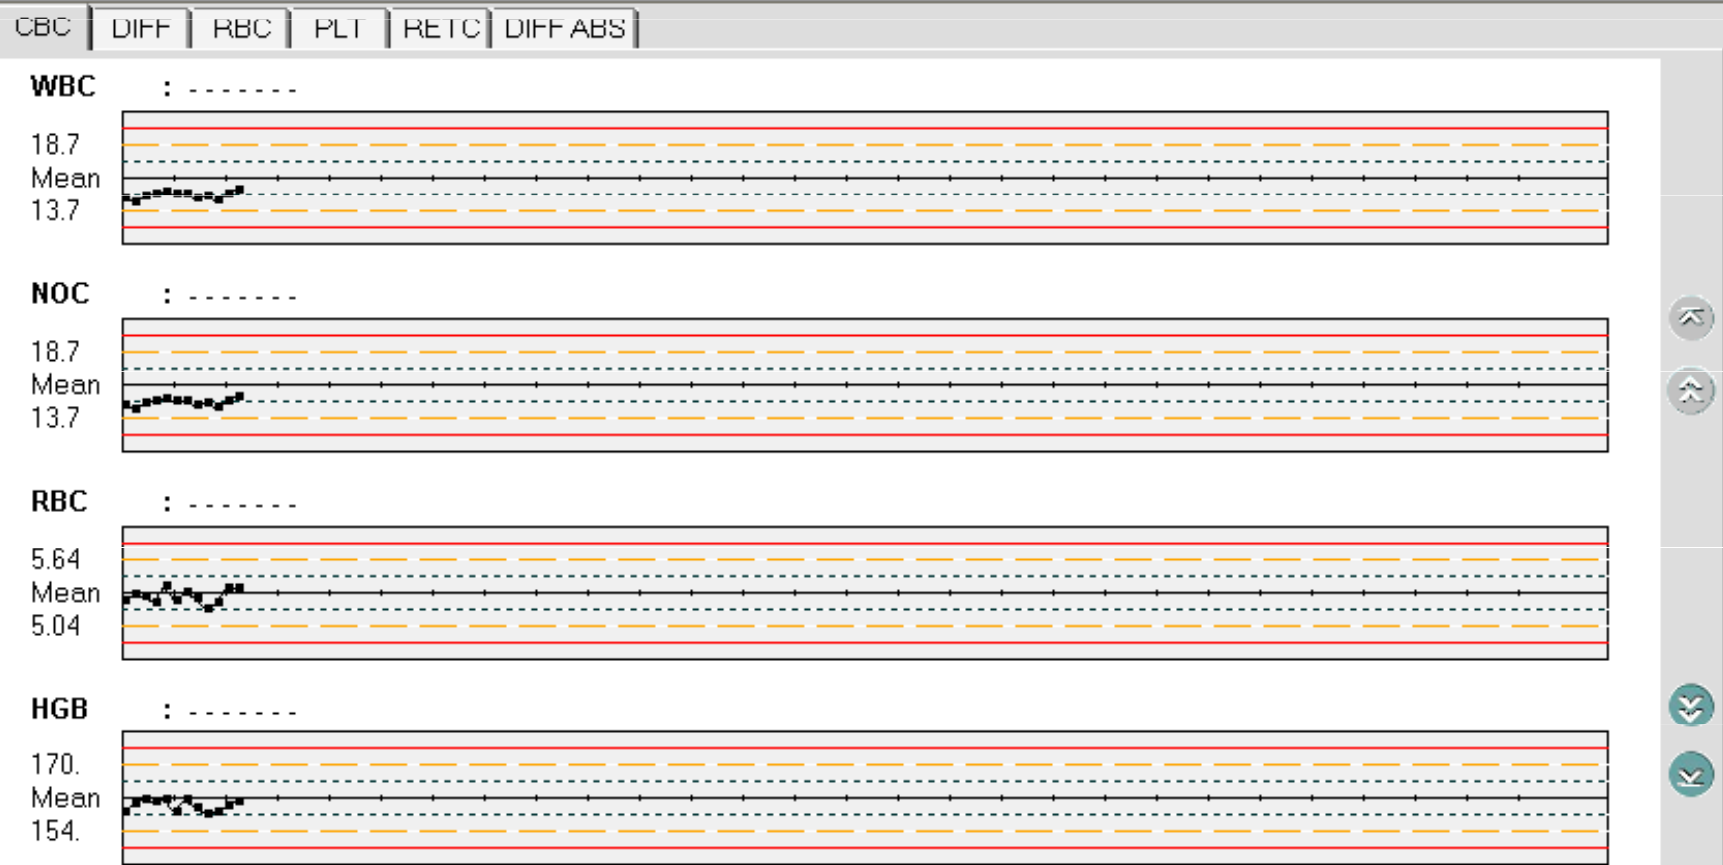 CBC DIFF RBC PLT RETC DIFF ABS
WBC : -------
18.7
Mean
13.7
NOC : -------
18.7
Mean
13.7
RBC : -------
5.64
Mean
5.04
HGB : -------
170.
Mean
154.